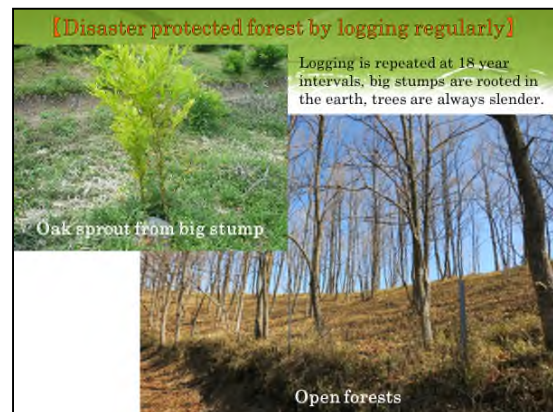 【Disaster protected forest by logging regularly】
Logging is repeated at 18 year
intervals, big stumps are rooted in
the earth, trees are always slender.
Oak sprout from big stump
Open forests